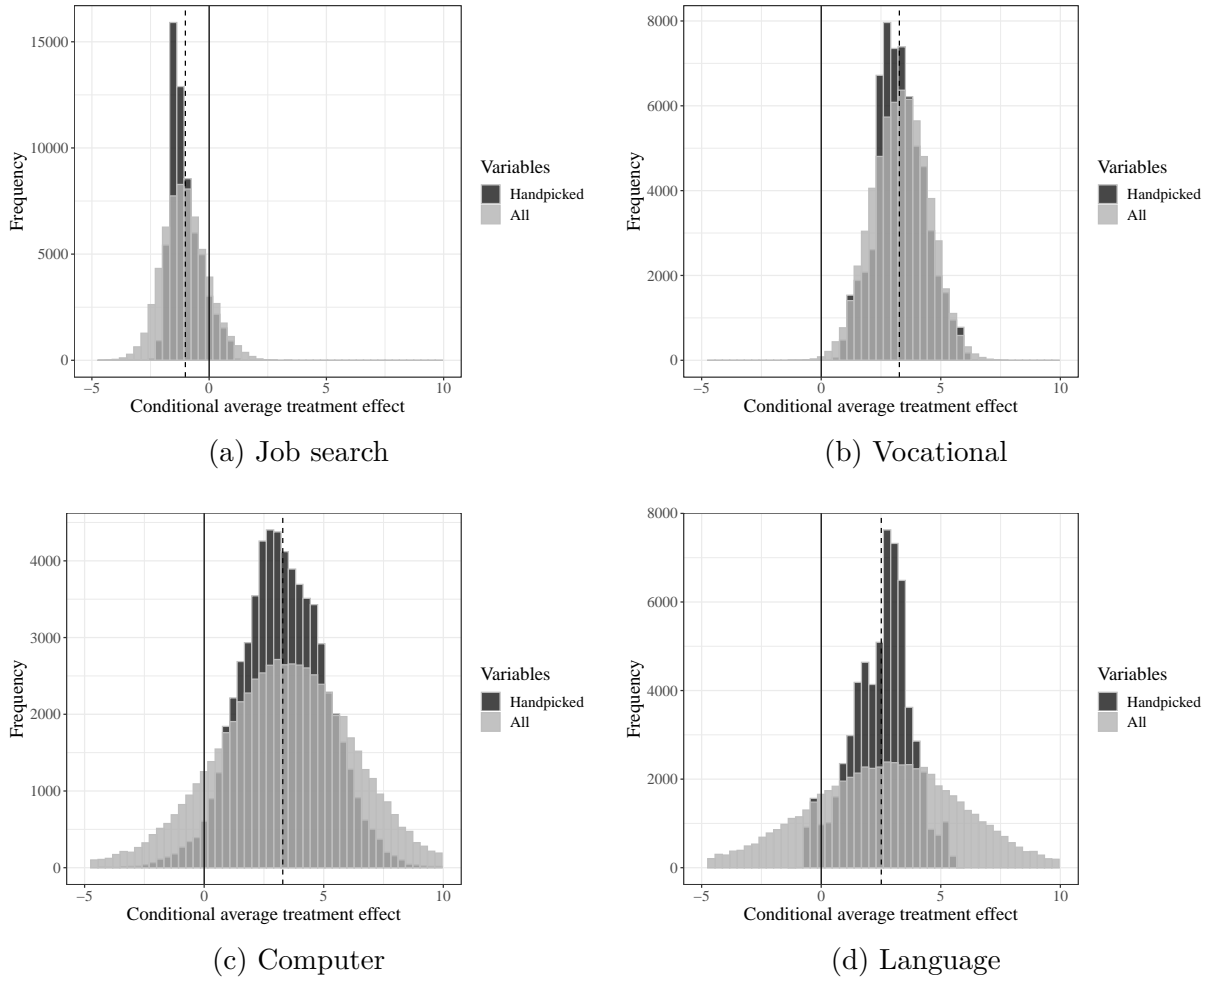 15000
10000
5000
0
Frequency
−5
0
5
10
Conditional average treatment effect
Variables
Handpicked
All
(a) Job search
8000
6000
4000
2000
0
Frequency
−5
0
5
10
Conditional average treatment effect
Variables
Handpicked
All
(b) Vocational
4000
3000
2000
1000
0
Frequency
−5
0
5
10
Conditional average treatment effect
Variables
Handpicked
All
(c) Computer
8000
6000
4000
2000
0
Frequency
−5
0
5
10
Conditional average treatment effect
Variables
Handpicked
All
(d) Language